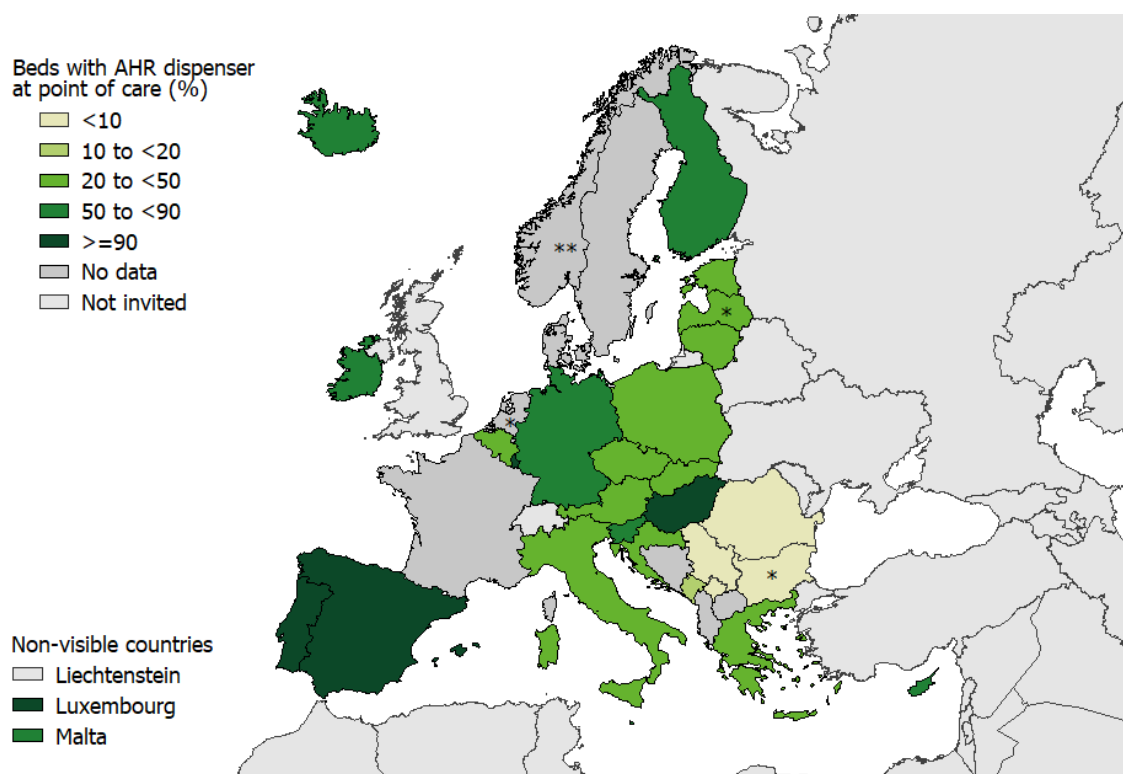 Beds with AHR dispenser
at point of care (%)
<10
10 to <20
20 to <50
50 to <90
>=90
No data
Not invited
**
*
*
*
Non-visible countries
Liechtenstein
Luxembourg
Malta